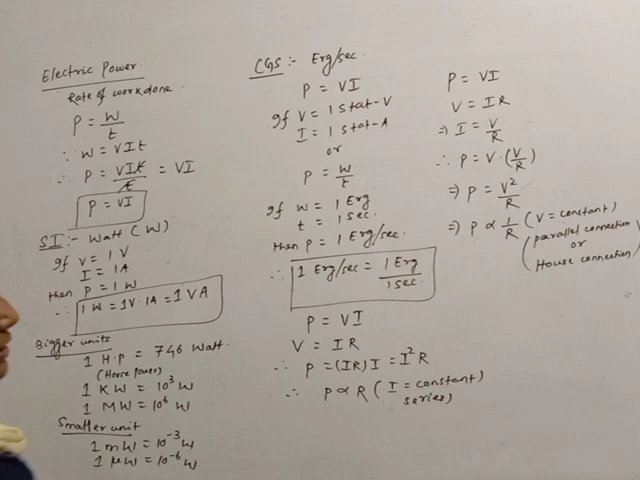 Electric Power.
Rate of workdone.
P = W/t
∵ W = VIt
∴ P = VIt/t = VI
P = VI
SI :- Watt (W)
If V = 1 V
I = 1A
then P = 1 W
∴ 1 W = 1V. 1A = 1 VA
Bigger units
1 H.P = 746 Watt.
(Horse power)
1 KW = 10³ W
1 MW = 10⁶ W
Smaller unit
1 mW = 10⁻³ W
1 μW = 10⁻⁶ W
CGS :- Erg/sec.
P = VI
If V = 1 Stat-V
I = 1 Stat-A
or
P = W/t
If W = 1 Erg
t = 1 Sec.
then P = 1 Erg/sec.
∴ 1 Erg/sec = 1 Erg/1 sec.
P = VI
V = IR
∴ P = (IR) I = I² R
∴ P ∝ R (I = constant)
series)
P = VI
V = IR
⇒ I = V/R
∴ P = V . (V/R)
⇒ P = V²/R
⇒ P ∝ 1/R (V = constant)
(parallel connection
or
House connection)